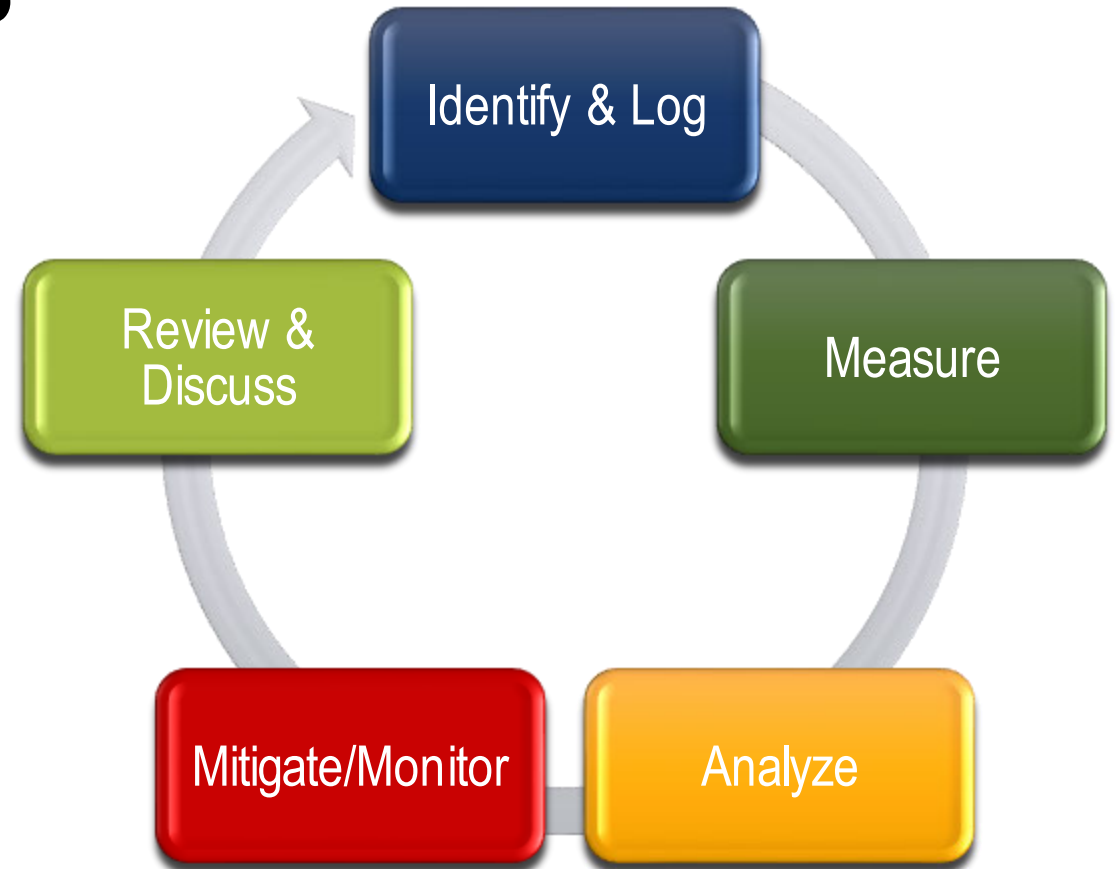 Identify & Log
Measure
Analyze
Mitigate/Monitor
Review &
Discuss